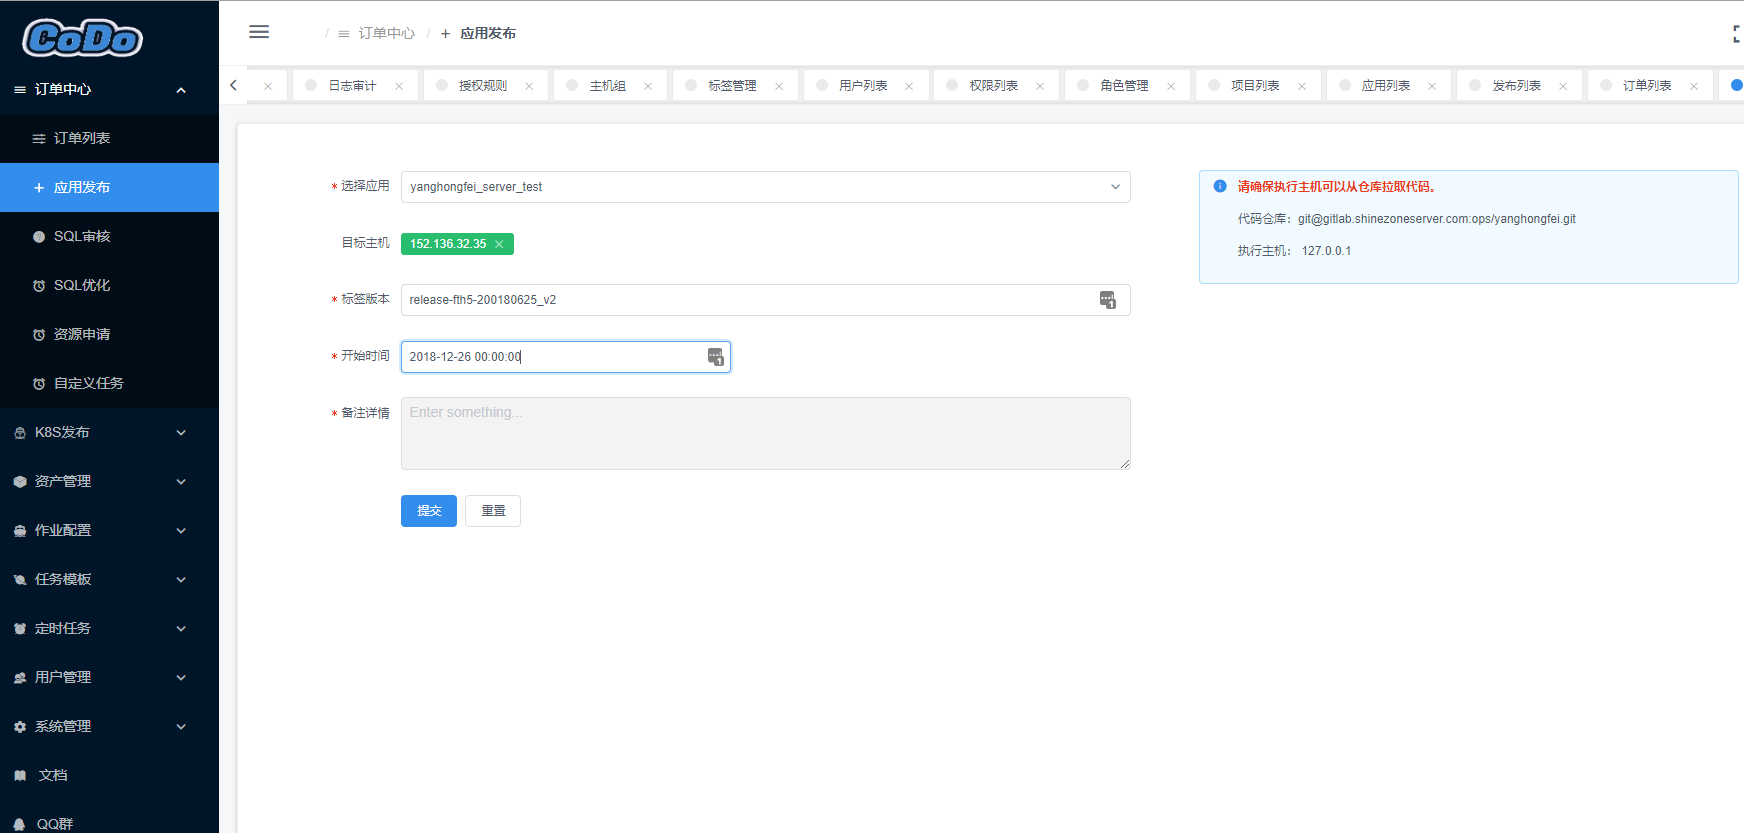 CoDo
订单中心
订单列表
应用发布
SQL审核
SQL优化
资源申请
自定义任务
K8S发布
资产管理
作业配置
任务模板
定时任务
用户管理
系统管理
文档
QQ群
/ 订单中心 / 应用发布
日志审计 授权规则 主机组 标签管理 用户列表 权限列表 角色管理 项目列表 应用列表 发布列表 订单列表
* 选择应用 yanghongfei_server_test
目标主机 152.136.32.35
* 标签版本 release-fth5-200180625_v2
* 开始时间 2018-12-26 00:00:00
* 备注详情 Enter something...
提交 重置
请确保执行主机可以从仓库拉取代码。
代码仓库：git@gitlab.shinezoneserver.com:ops/yanghongfei.git
执行主机： 127.0.0.1